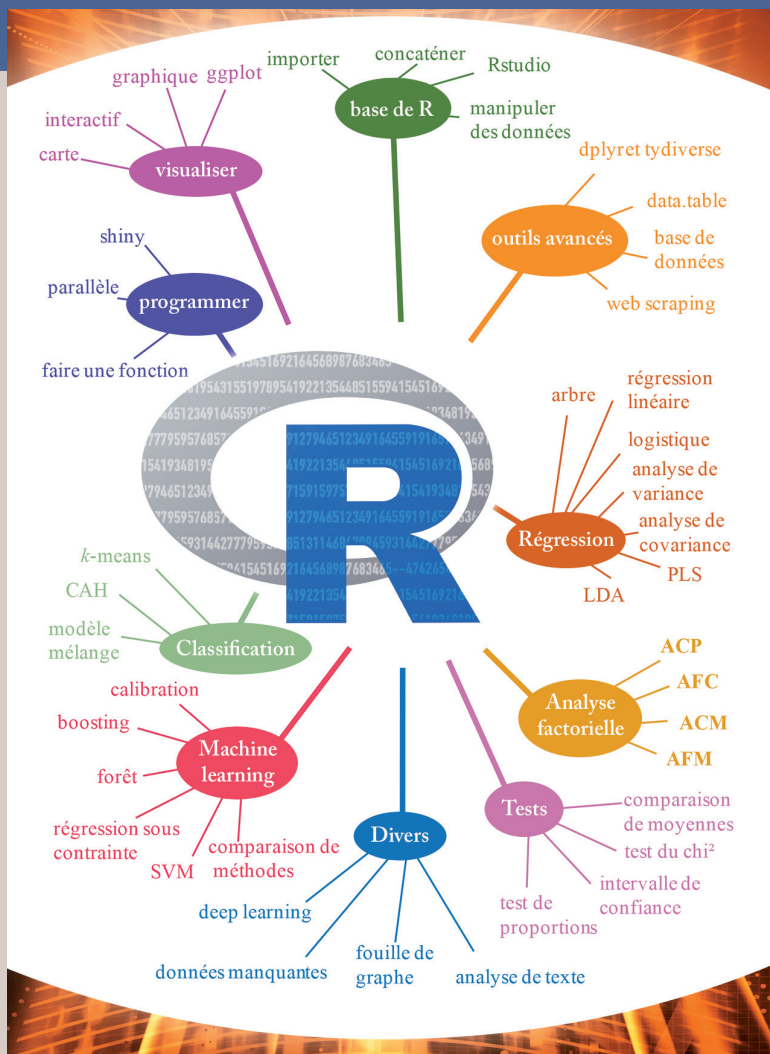 importer
concaténer
Rstudio
base de R
manipuler
des données
graphique
ggplot
interactif
carte
visualiser
dplyret tydiverse
data.table
outils avancés
base de
données
web scraping
shiny
parallèle
programmer
faire une fonction
R
arbre
régression
linéaire
logistique
analyse de
variance
analyse de
covariance
Régression
PLS
LDA
k-means
CAH
modèle
mélange
Classification
ACP
AFC
Analyse
factorielle
ACM
AFM
calibration
boosting
Machine
learning
forêt
régression sous
contrainte
SVM
comparaison de
méthodes
Tests
comparaison
de moyennes
test du chi²
intervalle de
confiance
test de
proportions
Divers
deep learning
données manquantes
fouille de
graphe
analyse de texte